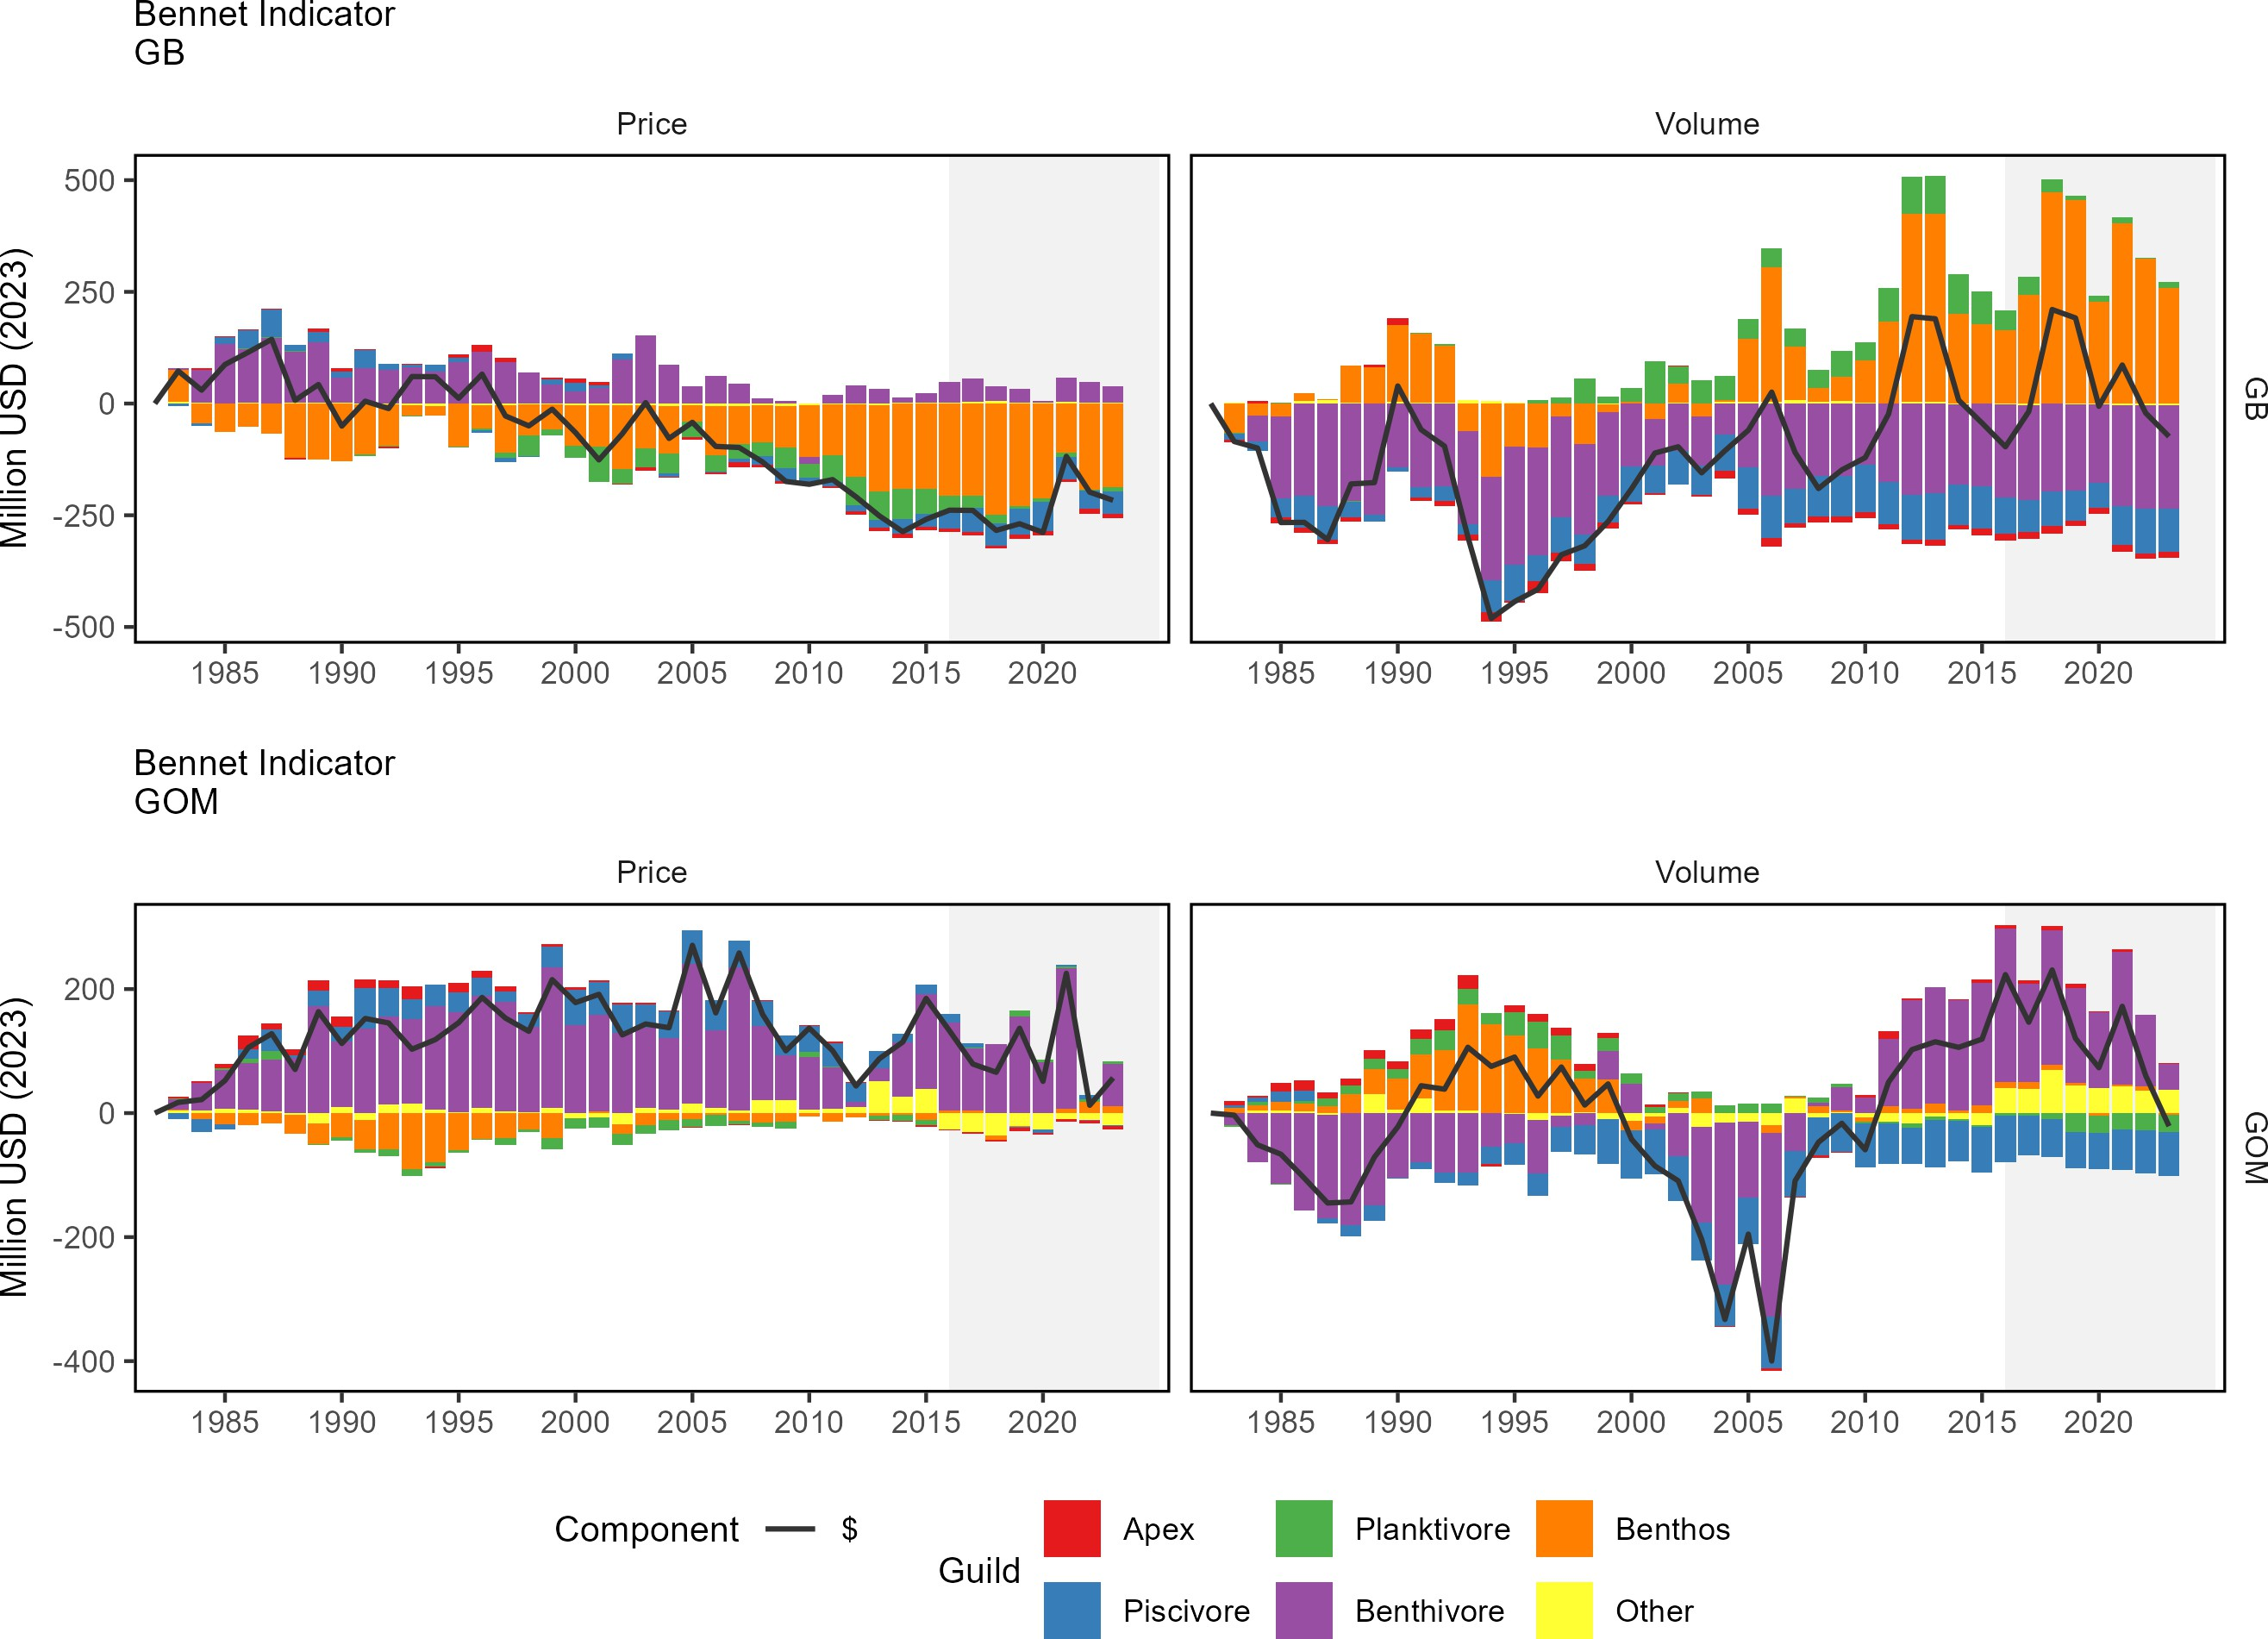 Bennet Indicator
GB
Price
Volume
Million USD (2023)
500
250
0
-250
-500
GB
1985 1990 1995 2000 2005 2010 2015 2020
1985 1990 1995 2000 2005 2010 2015 2020
Bennet Indicator
GOM
Price
Volume
Million USD (2023)
200
0
-200
-400
GOM
1985 1990 1995 2000 2005 2010 2015 2020
1985 1990 1995 2000 2005 2010 2015 2020
Component
$
Guild
Apex
Planktivore
Benthos
Piscivore
Benthivore
Other